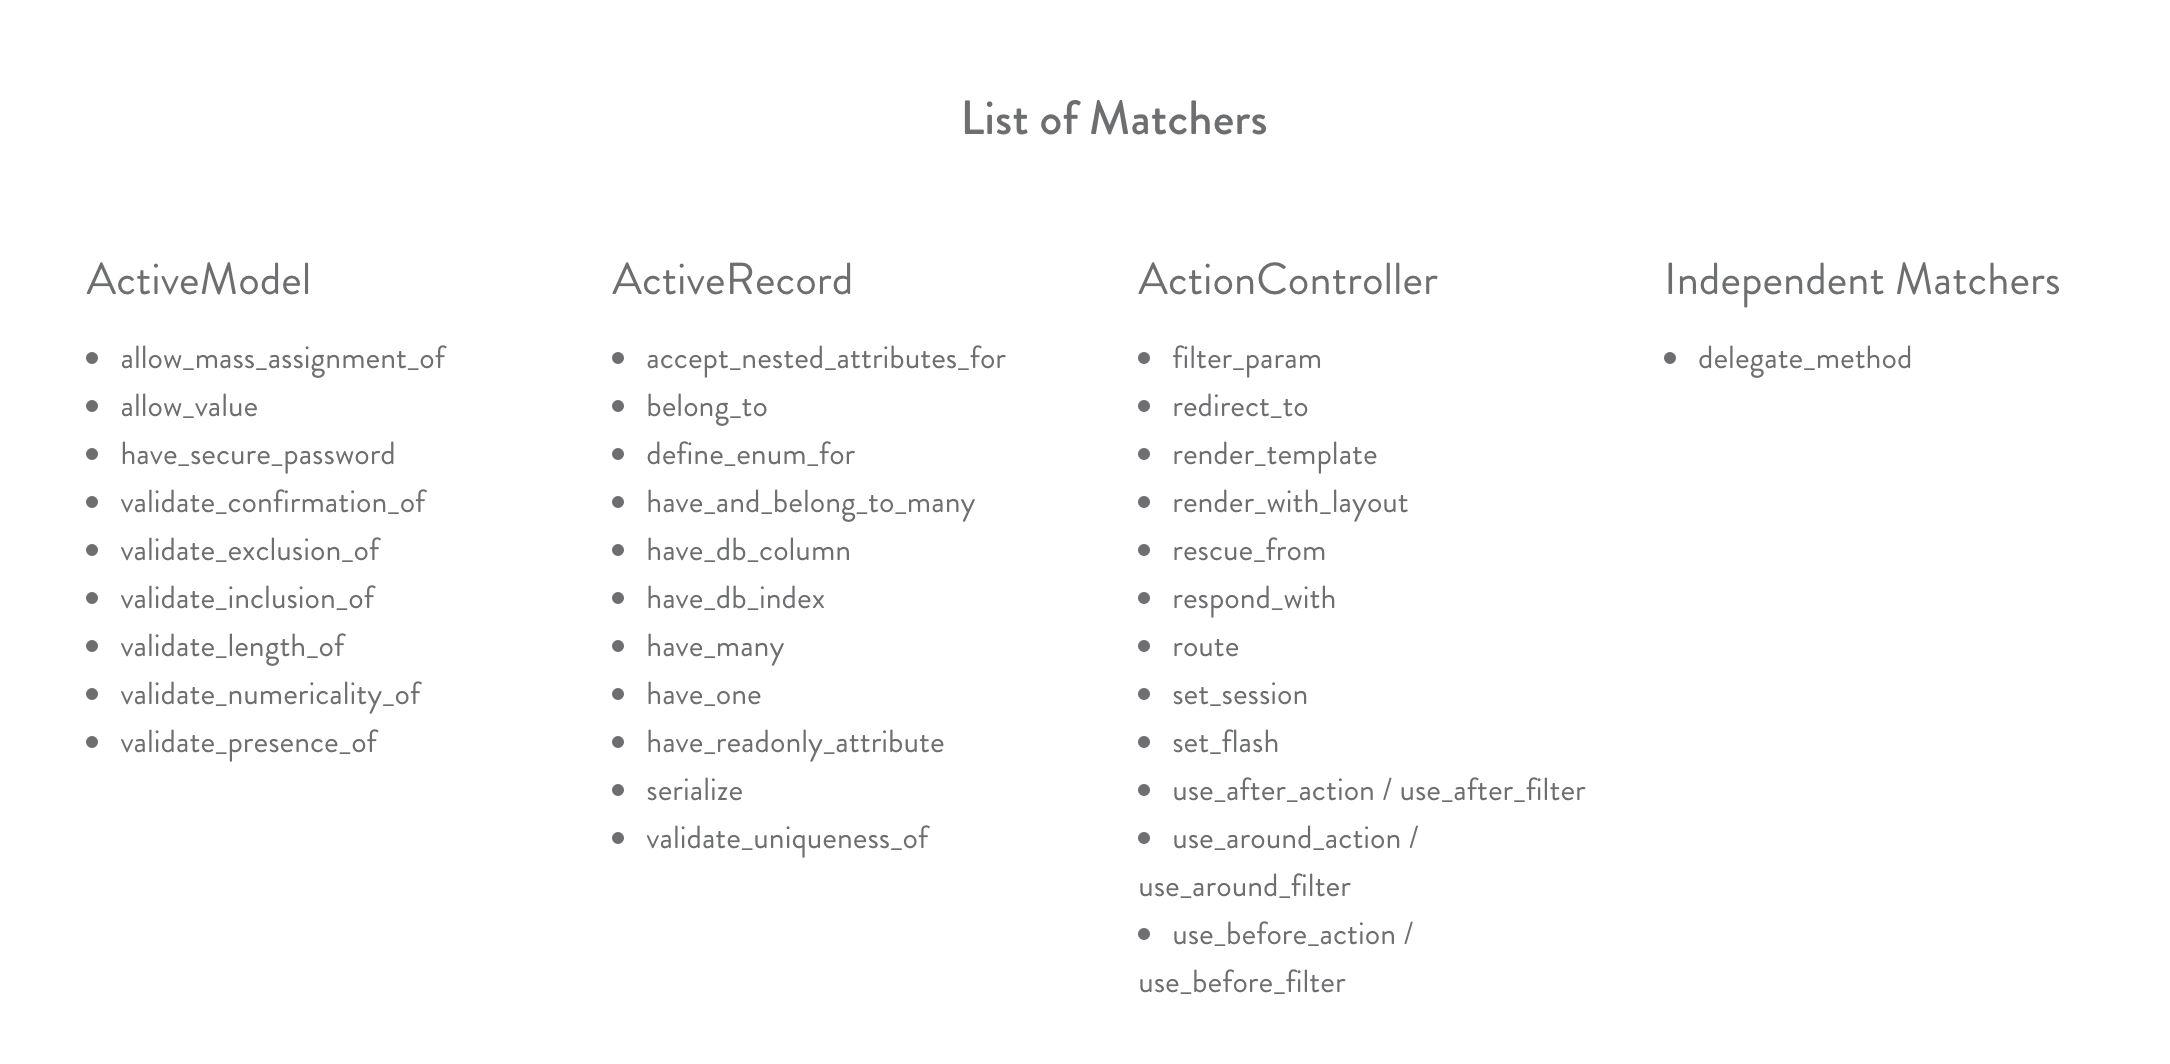 List of Matchers
ActiveModel
• allow_mass_assignment_of
• allow_value
• have_secure_password
• validate_confirmation_of
• validate_exclusion_of
• validate_inclusion_of
• validate_length_of
• validate_numericality_of
• validate_presence_of
ActiveRecord
• accept_nested_attributes_for
• belong_to
• define_enum_for
• have_and_belong_to_many
• have_db_column
• have_db_index
• have_many
• have_one
• have_readonly_attribute
• serialize
• validate_uniqueness_of
ActionController
• filter_param
• redirect_to
• render_template
• render_with_layout
• rescue_from
• respond_with
• route
• set_session
• set_flash
• use_after_action / use_after_filter
• use_around_action /
use_around_filter
• use_before_action /
use_before_filter
Independent Matchers
• delegate_method